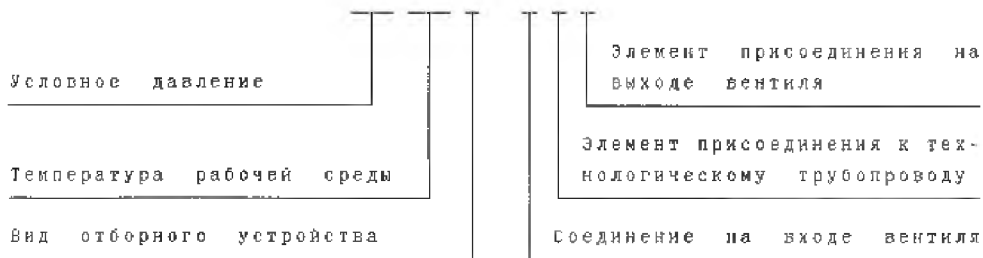 Условное давление
Температура рабочей среды
Вид отборного устройства
Элемент присоединения на
выходе вентиля
Элемент присоединения к тех-
нологическому трубопроводу
Соединение на входе вентиля